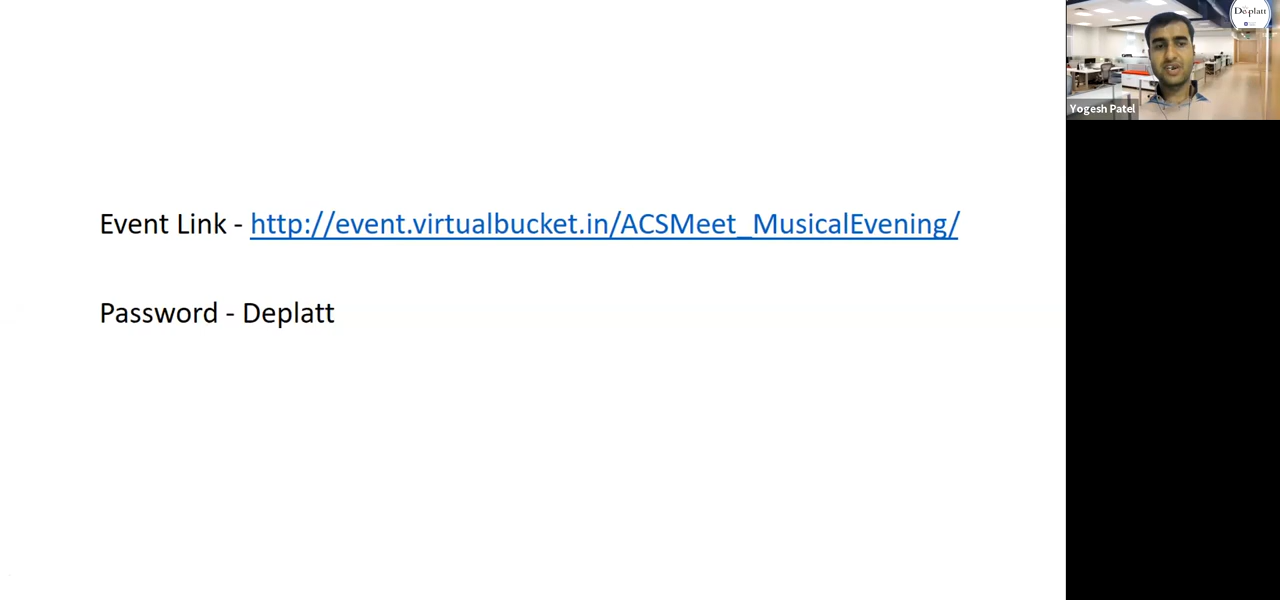 Event Link - http://event.virtualbucket.in/ACSMeet_MusicalEvening/
Password - Deplatt
Deplatt
Yogesh Patel